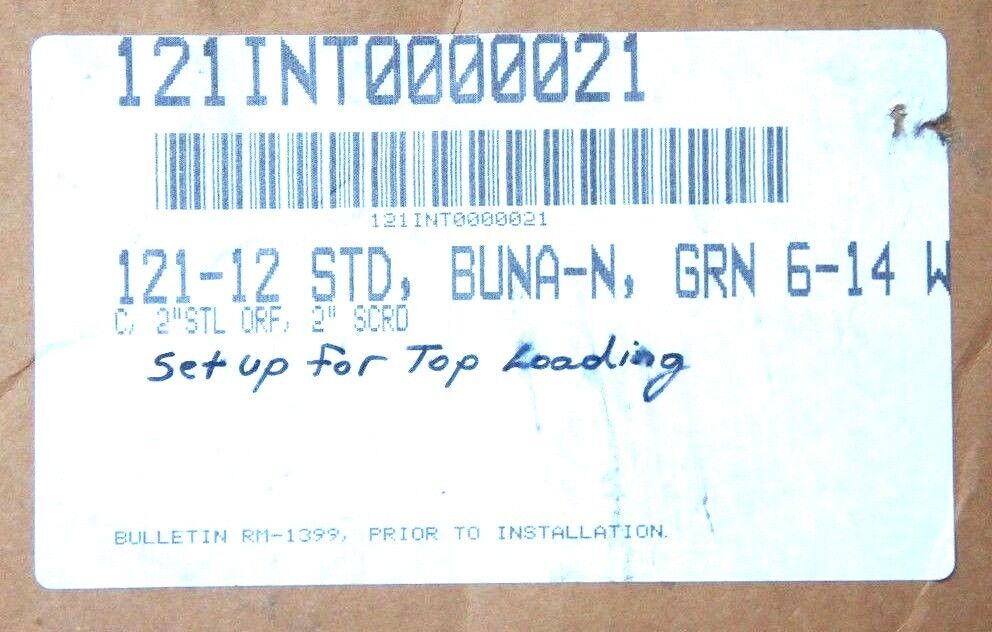 121INT0000021
121INT0000021
121-12 STD, BUNA-N, GRN 6-14 W
C, 2"STL ORF, 2" SCRD
Set up for Top Loading
BULLETIN RM-1399, PRIOR TO INSTALLATION.